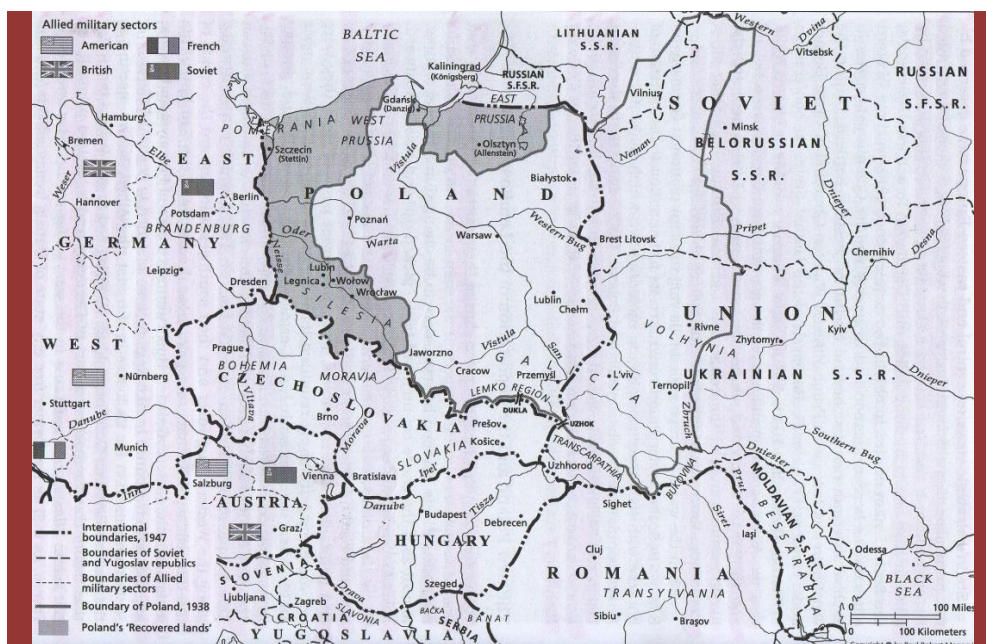 Allied military sectors
American
French
British
Soviet
BALTIC
SEA
LITHUANIAN
S.S.R.
Western
Dvina
Vitsebsk
Kaliningrad
(Königsberg)
RUSSIAN
S.F.S.R.
Vilnius
RUSSIAN
S.F.S.R.
Gdańsk
(Danzig)
EAST
PRUSSIA
SOVIET
POMERANIA
WEST
PRUSSIA
Hamburg
Bremen
Elbe
EAST
Szczecin
(Stettin)
Olsztyn
(Allenstein)
Neman
Minsk
BELORUSSIAN
S.S.R.
Weser
Vistula
Białystok
Hannover
Berlin
POLAND
Dnieper
Potsdam
BRANDENBURG
Poznań
GERMANY
Oder
Warta
Warsaw
Western Bug
Brest Litovsk
Pripet
Chernihiv
Desna
Leipzig
Neisse
Lubin
Legnica
Wołow
Wrocław
Dresden
SILESIA
Lublin
Chełm
UNION
VOLHYNIA
Rivne
Zhytomyr
Kyiv
WEST
Prague
BOHEMIA
Vistula
San
Jaworzno
GALICIA
Cracow
Przemyśl
L'viv
UKRAINIAN S.S.R.
Nürnberg
CZECHOSLOVAKIA
MORAVIA
Vltava
LEMKO REGION
Ternopil'
Dnieper
Stuttgart
Danube
Brno
Morava
DUKLA
Zbruch
Prešov
UZHOK
SLOVAKIA
Košice
TRANSCARPATHIA
Southern Bug
Munich
Ipel'
Uzhhorod
Dniester
Salzburg
Vienna
Bratislava
BUKOVINA
MOLDAVIAN S.S.R.
Inn
AUSTRIA
Danube
Tisza
Sighet
Prut
BESSARABIA
Budapest
Debrecen
Siret
Graz
HUNGARY
Cluj
Iaşi
Odessa
International
boundaries, 1947
Boundaries of Soviet
and Yugoslav republics
Boundaries of Allied
military sectors
Boundary of Poland, 1938
Poland's 'Recovered lands'
SLOVENIA
Ljubljana
Drava
Szeged
ROMANIA
TRANSYLVANIA
BLACK
SEA
Zagreb
SLAVONIA
BAČKA
BANAT
CROATIA
SERBIA
Sibiu
Braşov
YUGOSLAVIA
100 Miles
100 Kilometers